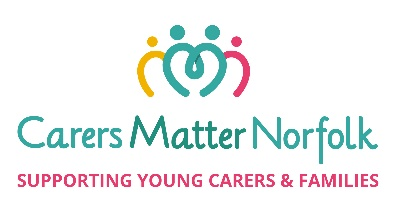 Carers Matter Norfolk
SUPPORTING YOUNG CARERS & FAMILIES